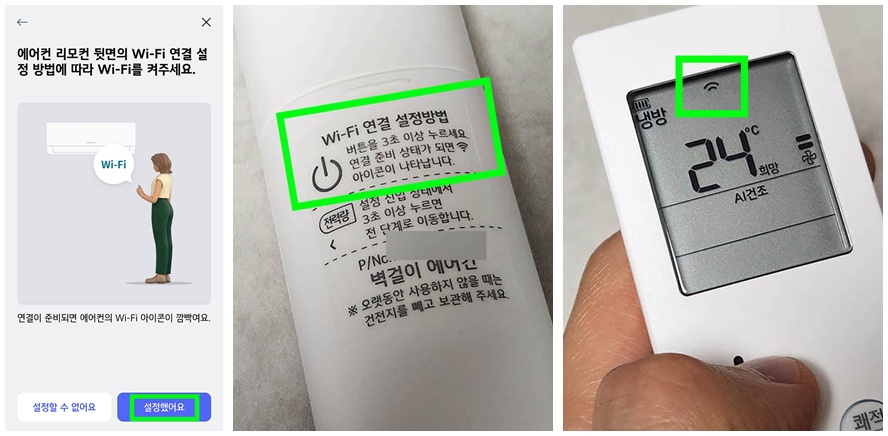 에어컨 리모컨 뒷면의 Wi-Fi 연결 설
정 방법에 따라 Wi-Fi를 켜주세요.
Wi-Fi
연결이 준비되면 에어컨의 Wi-Fi 아이콘이 깜빡여요.
설정할 수 없어요
설정했어요
Wi-Fi 연결 설정방법
버튼을 3초 이상 누르세요
연결 준비 상태가 되면
아이콘이 나타납니다.
전력량
설정 진입 상태에서
3초 이상 누르면
전 단계로 이동합니다.
P/No.
벽걸이 에어컨
※ 오랫동안 사용하지 않을 때는
건전지를 빼고 보관해 주세요.
냉방
24°C
희망
AI건조
쾌적